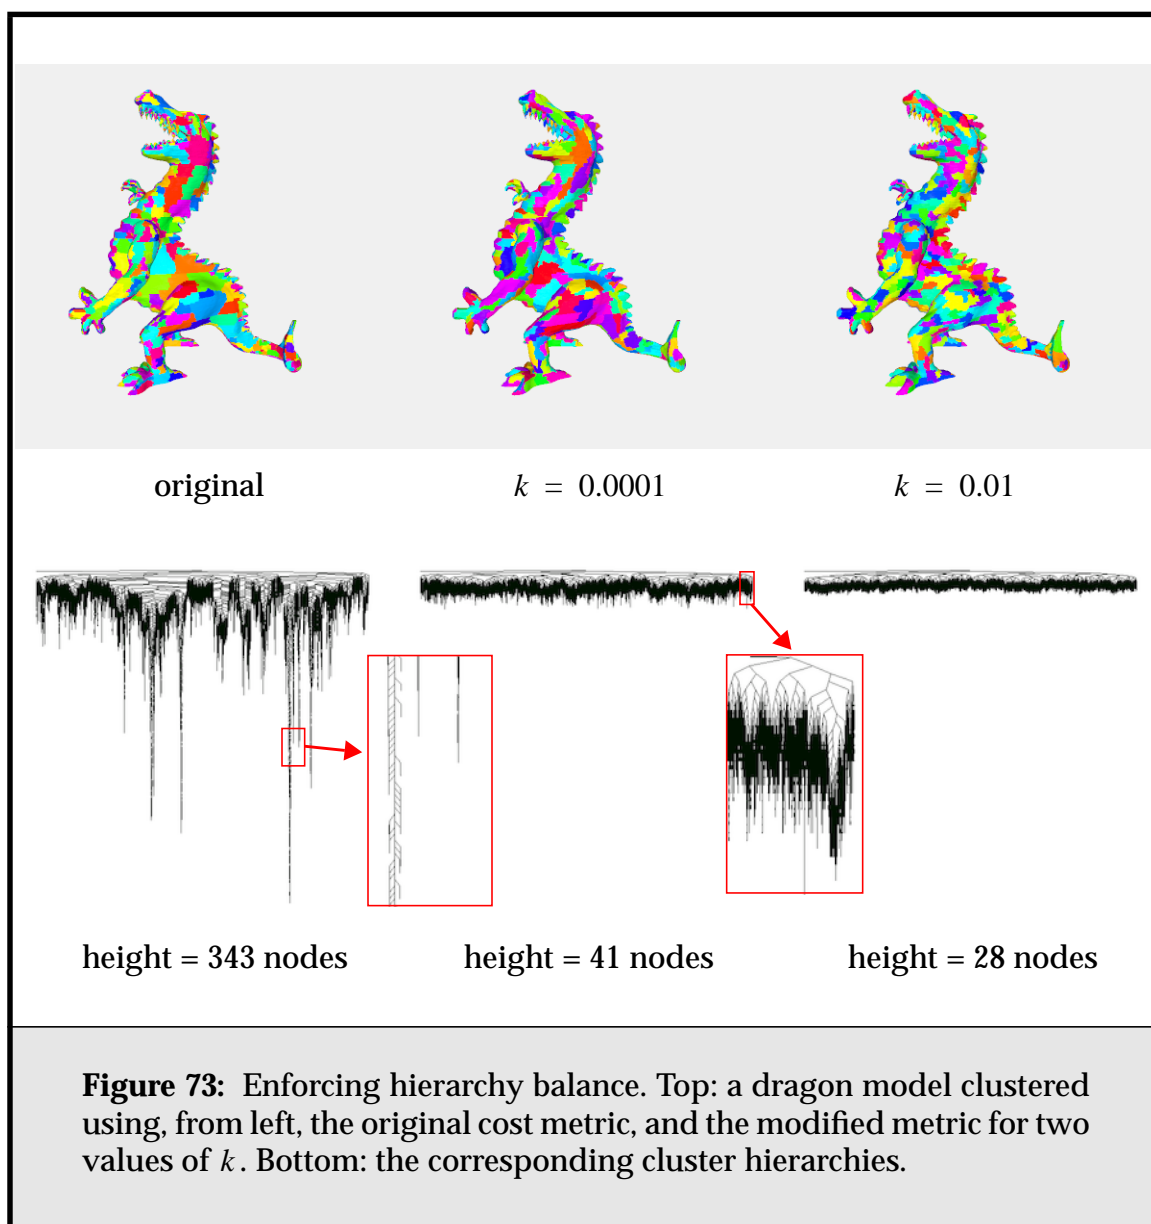 original
k = 0.0001
k = 0.01
height = 343 nodes
height = 41 nodes
height = 28 nodes
Figure 73: Enforcing hierarchy balance. Top: a dragon model clustered
using, from left, the original cost metric, and the modified metric for two
values of k. Bottom: the corresponding cluster hierarchies.